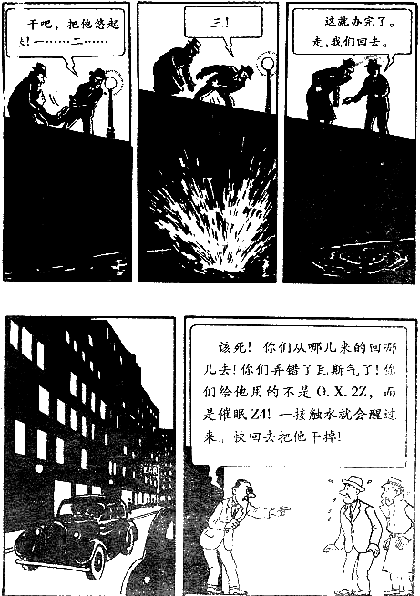 干吧，把他悠起
来！一………二……
三！
这就办完了。
走，我们回去。
该死！你们从哪儿来的回哪
儿去！你们弄错了瓦斯气了！你
们给他用的不是O.X.2Z，而
是催眠Z4！一接触水就会醒过
来。快回去把他干掉！